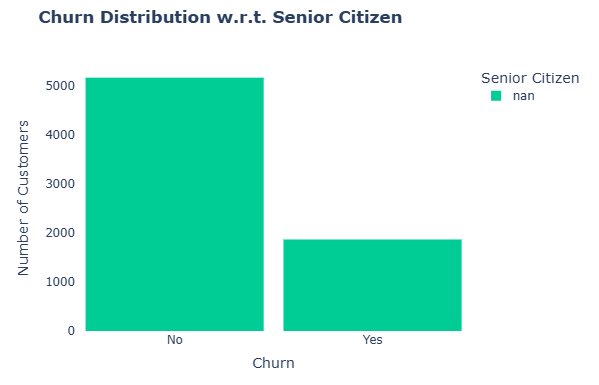 Churn Distribution w.r.t. Senior Citizen
Senior Citizen
nan
Number of Customers
5000
4000
3000
2000
1000
0
No
Yes
Churn